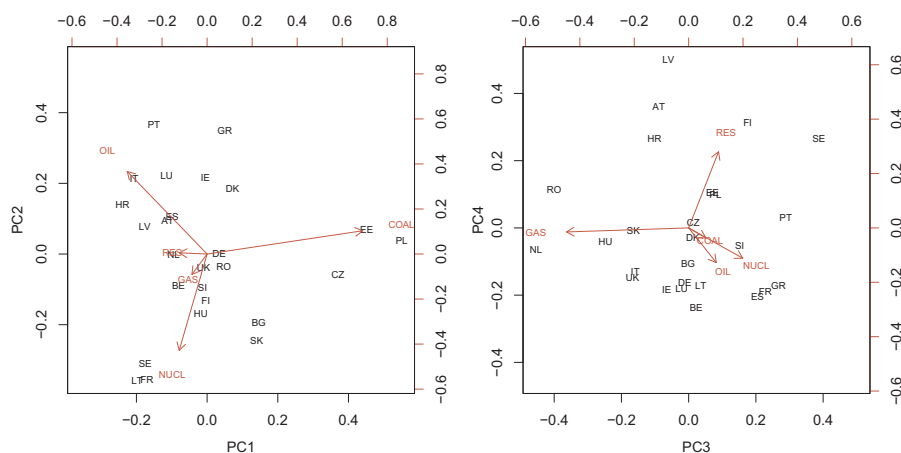 −0.6 −0.4 −0.2 0.0 0.2 0.4 0.6 0.8
PT
GR
OIL
IT
LU
IE
DK
HR
ES
AT
LV
COAL
EE
PL
RES
NL
DE
UK
RO
CZ
GAS
BE
SI
FI
HU
BG
SK
SE
NUCL
LT
FR
0.4
0.2
0.0
−0.2
PC2
0.8
0.6
0.4
0.2
0.0
−0.2
−0.4
−0.6
−0.2 0.0 0.2 0.4 0.6 0.8
PC1
−0.6 −0.4 −0.2 0.0 0.2 0.4 0.6
LV
AT
HR
FI
SE
RES
RO
EE
PL
PT
CZ
GAS
SK
DK
COAL
HU
SI
NL
BG
IT
OIL
NUCL
UK
DE
IE
LU
LT
GR
FR
ES
BE
0.4
0.2
0.0
−0.2
−0.4
PC4
0.6
0.4
0.2
0.0
−0.2
−0.4
−0.6
−0.4 −0.2 0.0 0.2 0.4
PC3